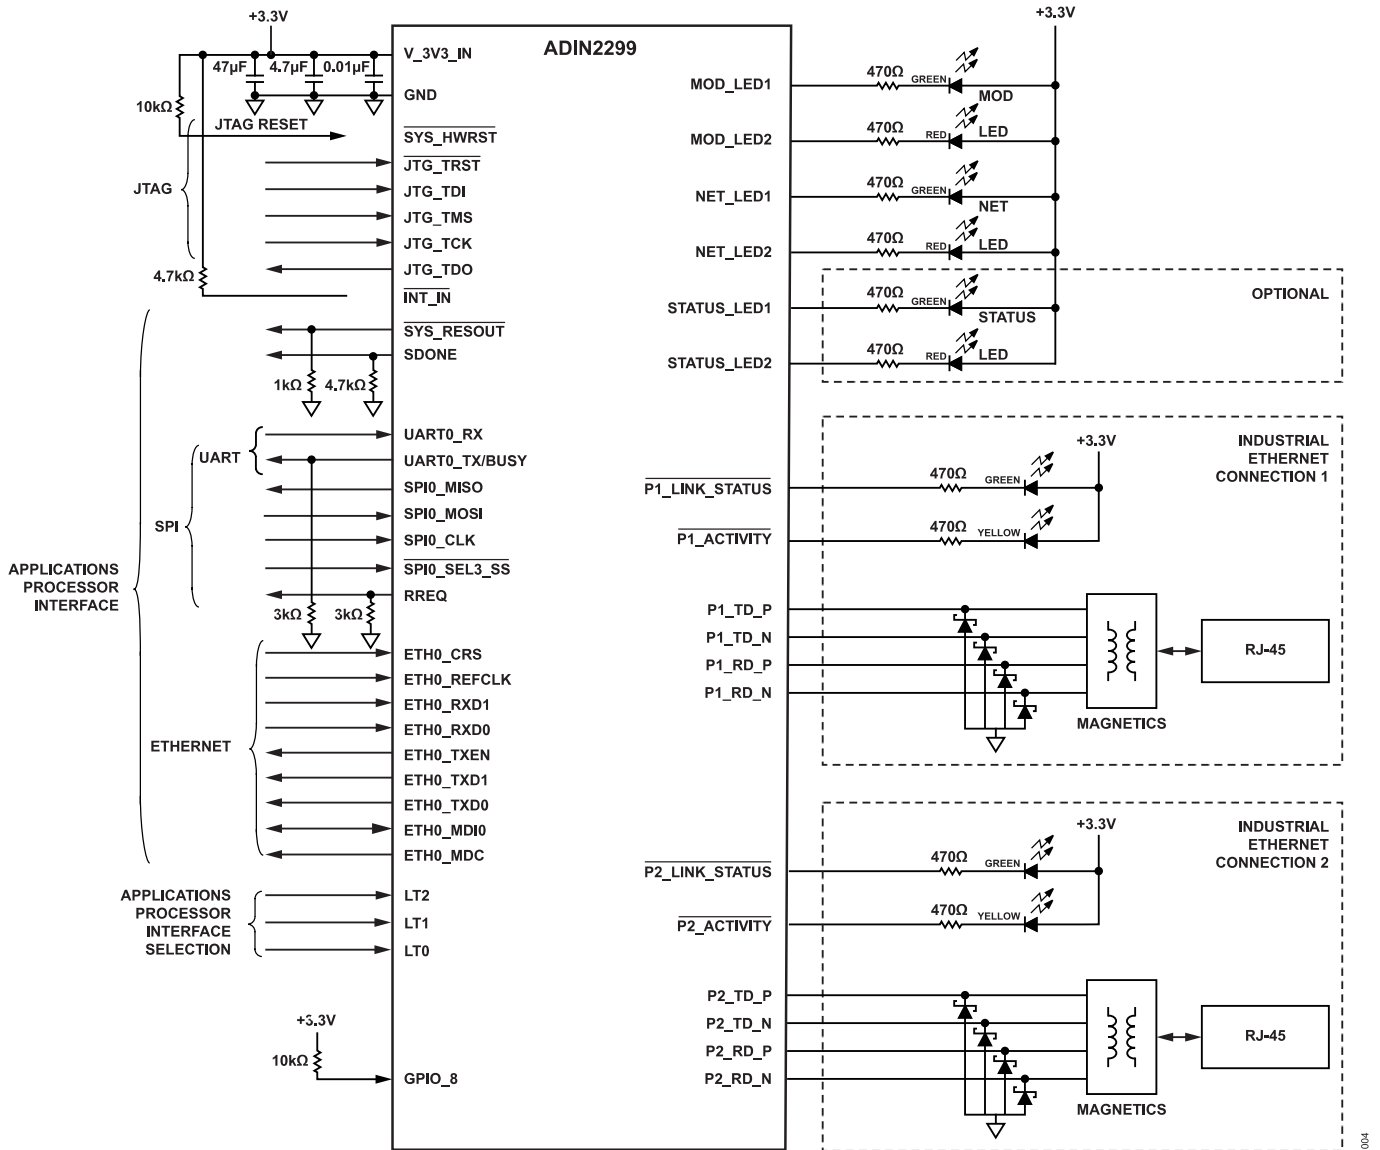 +3.3V
47µF
4.7µF
0.01µF
10kΩ
JTAG RESET
JTAG
4.7kΩ
1kΩ
4.7kΩ
UART
SPI
APPLICATIONS
PROCESSOR
INTERFACE
3kΩ
3kΩ
ETHERNET
APPLICATIONS
PROCESSOR
INTERFACE
SELECTION
+3.3V
10kΩ
ADIN2299
V_3V3_IN
GND
SYS_HWRST
JTG_TRST
JTG_TDI
JTG_TMS
JTG_TCK
JTG_TDO
INT_IN
SYS_RESOUT
SDONE
UART0_RX
UART0_TX/BUSY
SPI0_MISO
SPI0_MOSI
SPI0_CLK
SPI0_SEL3_SS
RREQ
ETH0_CRS
ETH0_REFCLK
ETH0_RXD1
ETH0_RXD0
ETH0_TXEN
ETH0_TXD1
ETH0_TXD0
ETH0_MDI0
ETH0_MDC
LT2
LT1
LT0
GPIO_8
MOD_LED1
MOD_LED2
NET_LED1
NET_LED2
STATUS_LED1
STATUS_LED2
P1_LINK_STATUS
P1_ACTIVITY
P1_TD_P
P1_TD_N
P1_RD_P
P1_RD_N
P2_LINK_STATUS
P2_ACTIVITY
P2_TD_P
P2_TD_N
P2_RD_P
P2_RD_N
+3.3V
470Ω
GREEN
MOD
470Ω
RED
LED
470Ω
GREEN
NET
470Ω
RED
LED
OPTIONAL
470Ω
GREEN
STATUS
470Ω
RED
LED
INDUSTRIAL
ETHERNET
CONNECTION 1
+3.3V
470Ω
GREEN
470Ω
YELLOW
RJ-45
MAGNETICS
INDUSTRIAL
ETHERNET
CONNECTION 2
+3.3V
470Ω
GREEN
470Ω
YELLOW
RJ-45
MAGNETICS
004